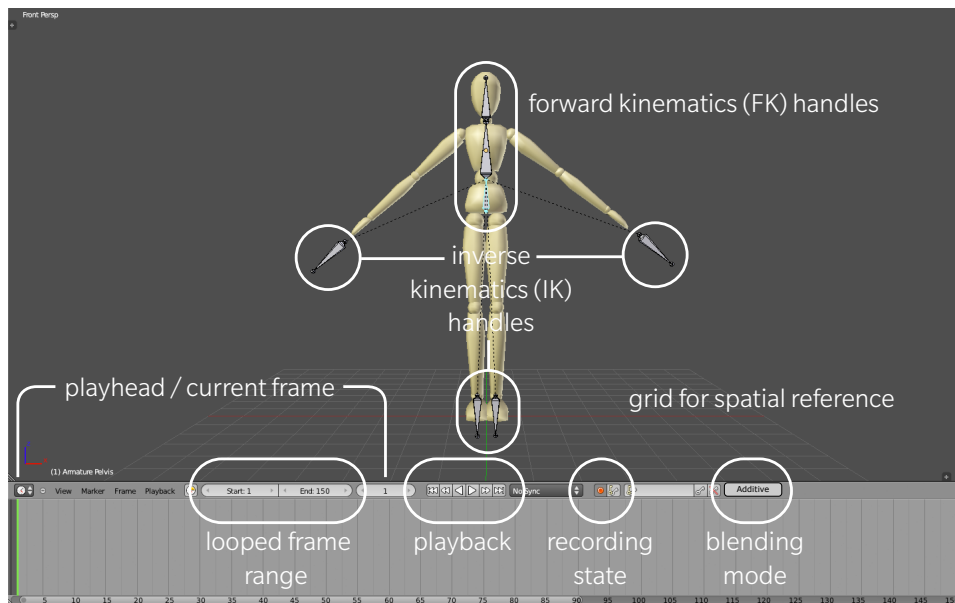 Front Persp
forward kinematics (FK) handles
inverse
kinematics (IK)
handles
playhead / current frame
grid for spatial reference
(1) Armature Pelvis
View Marker Frame Playback Start: 1 End: 150 1 No Sync Additive
looped frame
range
playback
recording
state
blending
mode
0 5 10 15 20 25 30 35 40 45 50 55 60 65 70 75 80 85 90 95 100 105 110 115 120 125 130 135 140 145